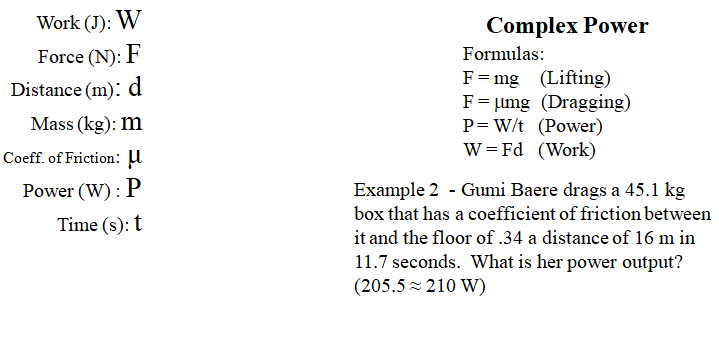 Work (J): W
Force (N): F
Distance (m): d
Mass (kg): m
Coeff. of Friction: μ
Power (W) : P
Time (s): t
Complex Power
Formulas:
F = mg (Lifting)
F = μmg (Dragging)
P= W/t (Power)
W = Fd (Work)
Example 2 - Gumi Baere drags a 45.1 kg
box that has a coefficient of friction between
it and the floor of .34 a distance of 16 m in
11.7 seconds. What is her power output?
(205.5 ≈ 210 W)